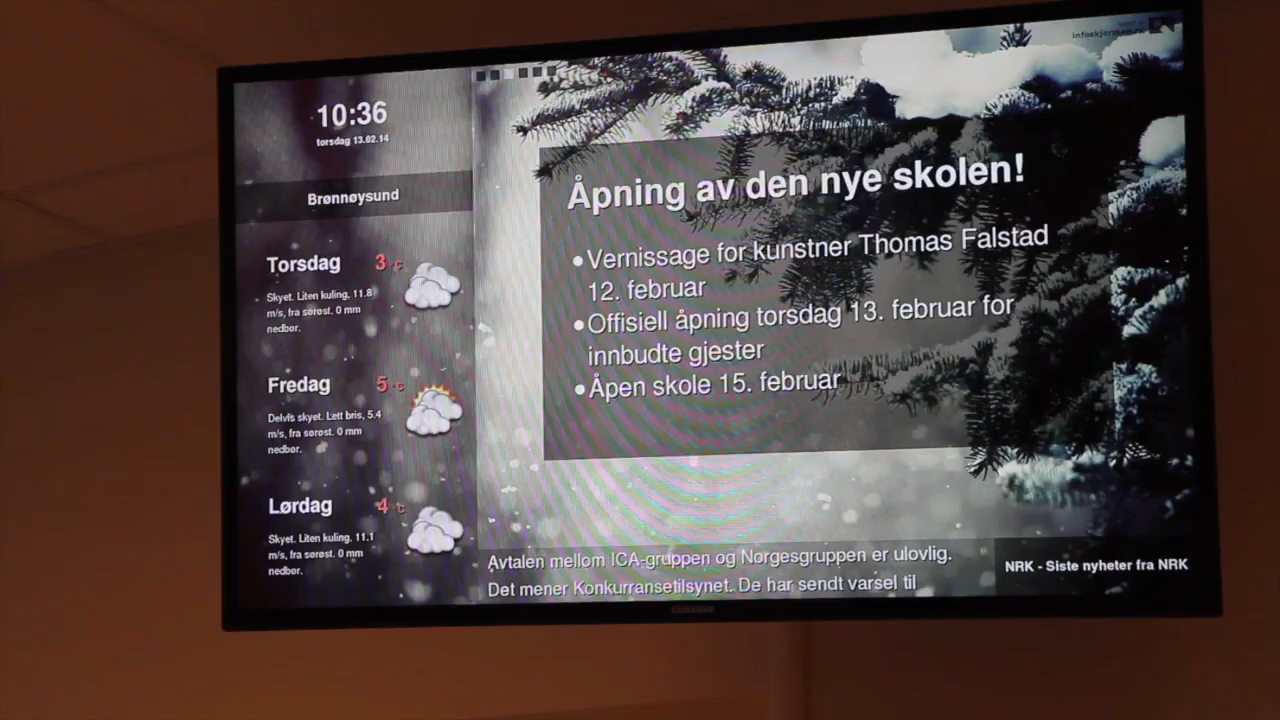 10:36
torsdag 13.02.14
Brønnøysund
Torsdag 3 °C
Skyet. Liten kuling, 11.8
m/s, fra sørøst. 0 mm
nedbør.
Fredag 5 °C
Delvis skyet. Lett bris, 5.4
m/s, fra sørøst. 0 mm
nedbør.
Lørdag 4 °C
Skyet. Liten kuling, 11.1
m/s, fra sørøst. 0 mm
nedbør.
Åpning av den nye skolen!
•Vernissage for kunstner Thomas Falstad
12. februar
•Offisiell åpning torsdag 13. februar for
innbudte gjester
•Åpen skole 15. februar
Avtalen mellom ICA-gruppen og Norgesgruppen er ulovlig.
Det mener Konkurransetilsynet. De har sendt varsel til
NRK - Siste nyheter fra NRK
SAMSUNG